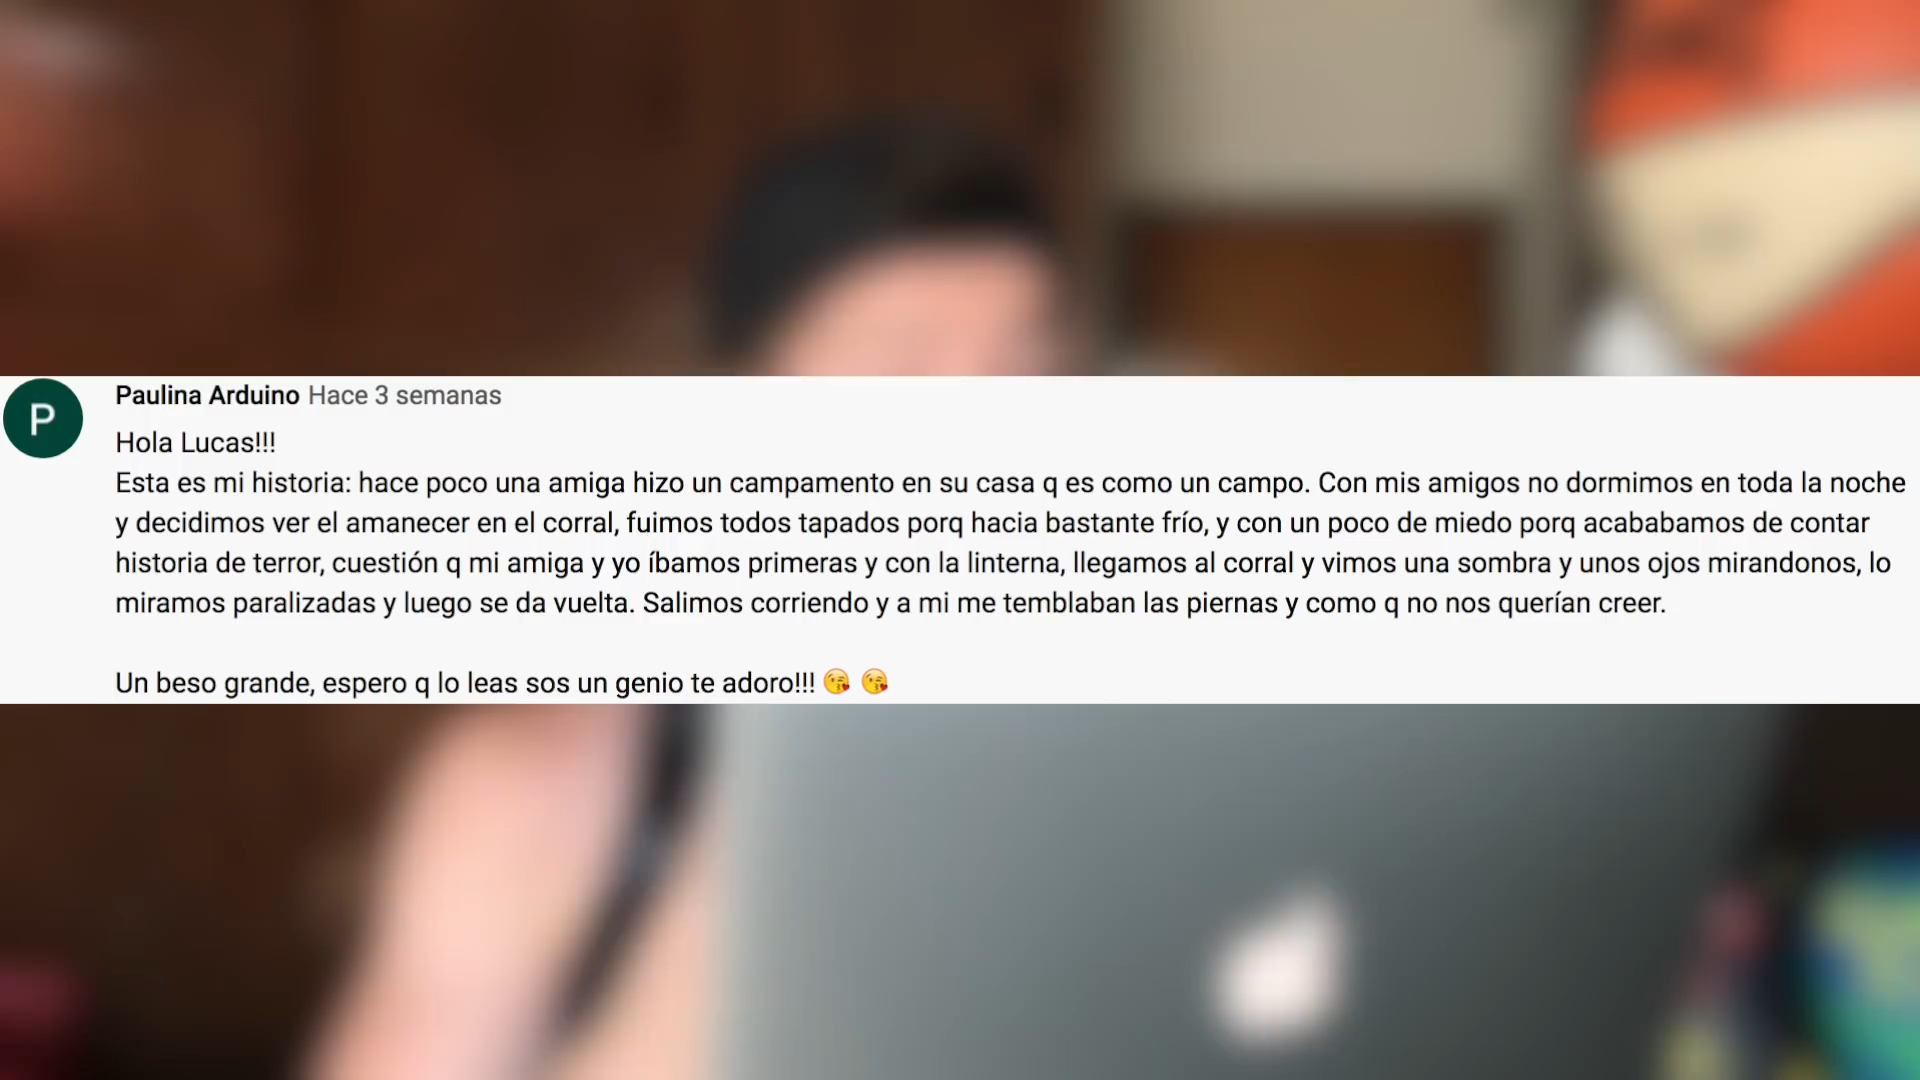 P
Paulina Arduino Hace 3 semanas
Hola Lucas!!!
Esta es mi historia: hace poco una amiga hizo un campamento en su casa q es como un campo. Con mis amigos no dormimos en toda la noche
y decidimos ver el amanecer en el corral, fuimos todos tapados porq hacia bastante frío, y con un poco de miedo porq acababamos de contar
historia de terror, cuestión q mi amiga y yo íbamos primeras y con la linterna, llegamos al corral y vimos una sombra y unos ojos mirandonos, lo
miramos paralizadas y luego se da vuelta. Salimos corriendo y a mi me temblaban las piernas y como q no nos querían creer.
Un beso grande, espero q lo leas sos un genio te adoro!!! 😘 😘